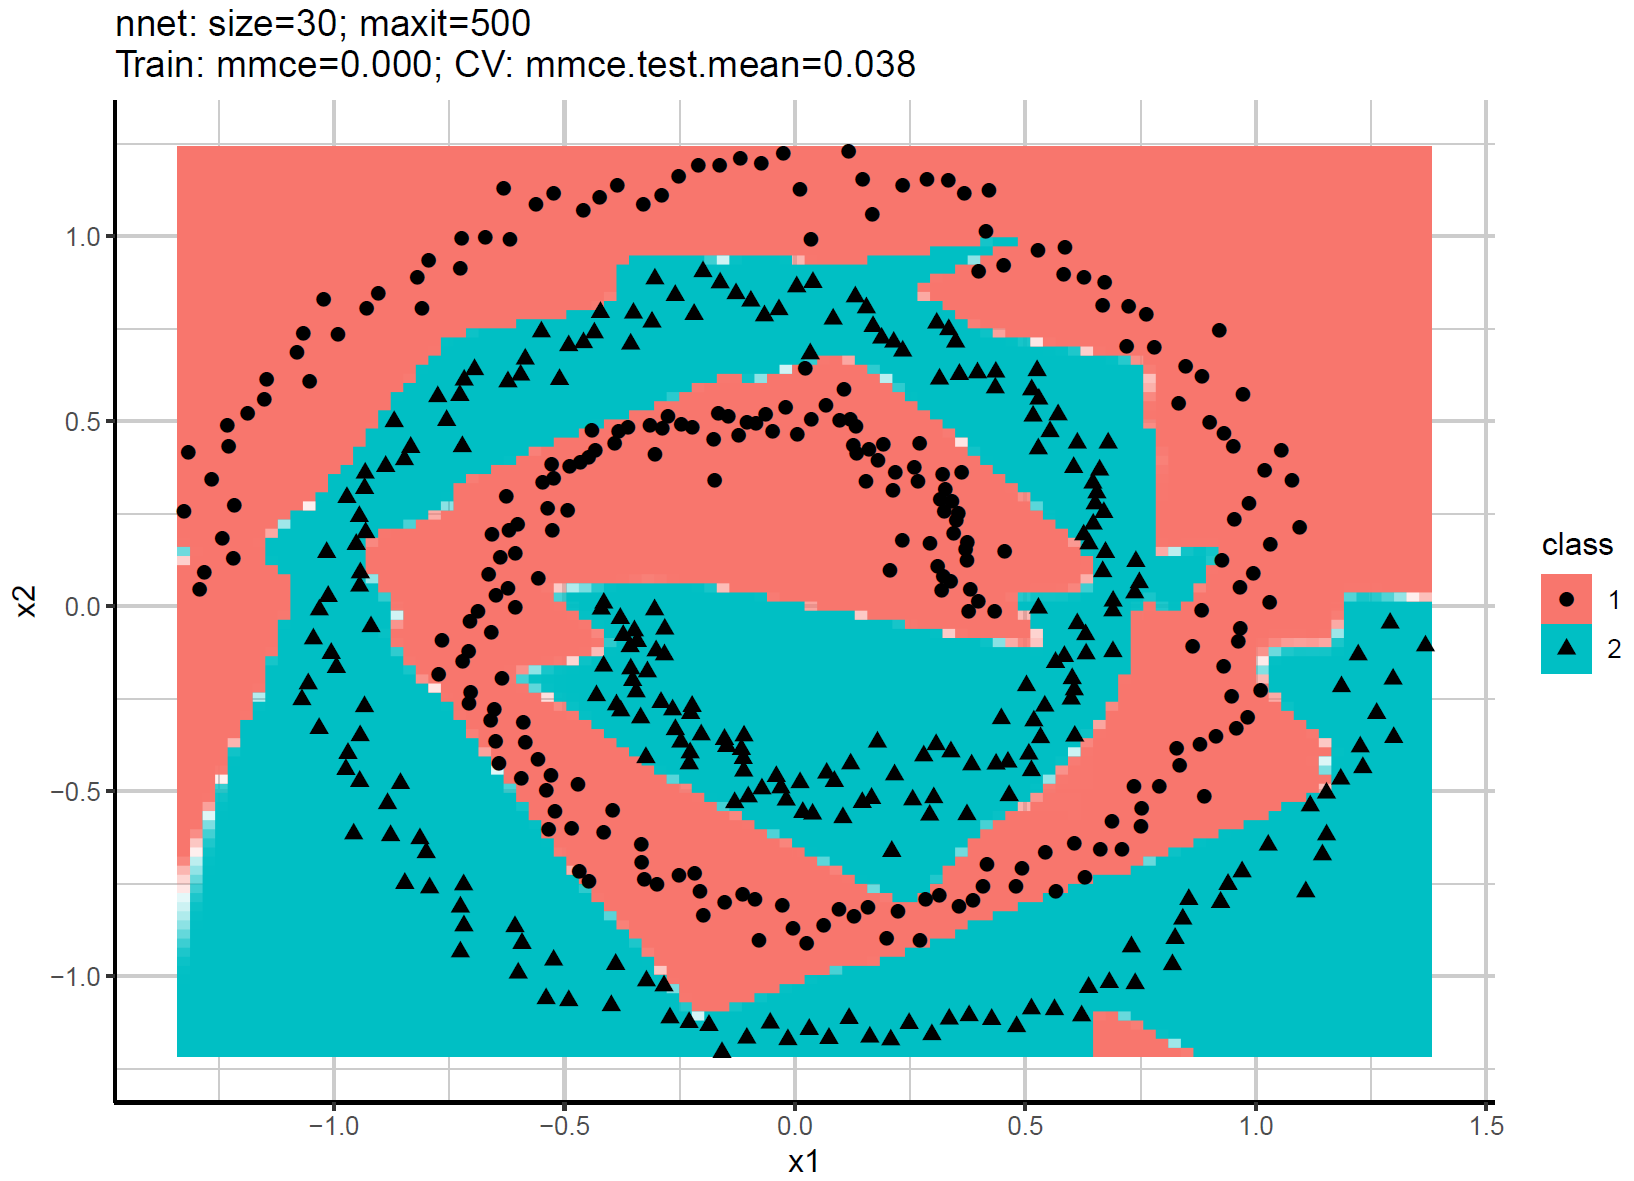 nnet: size=30; maxit=500
Train: mmce=0.000; CV: mmce.test.mean=0.038
1.0
0.5
0.0
−0.5
−1.0
x2
−1.0
−0.5
0.0
0.5
1.0
1.5
x1
class
1
2